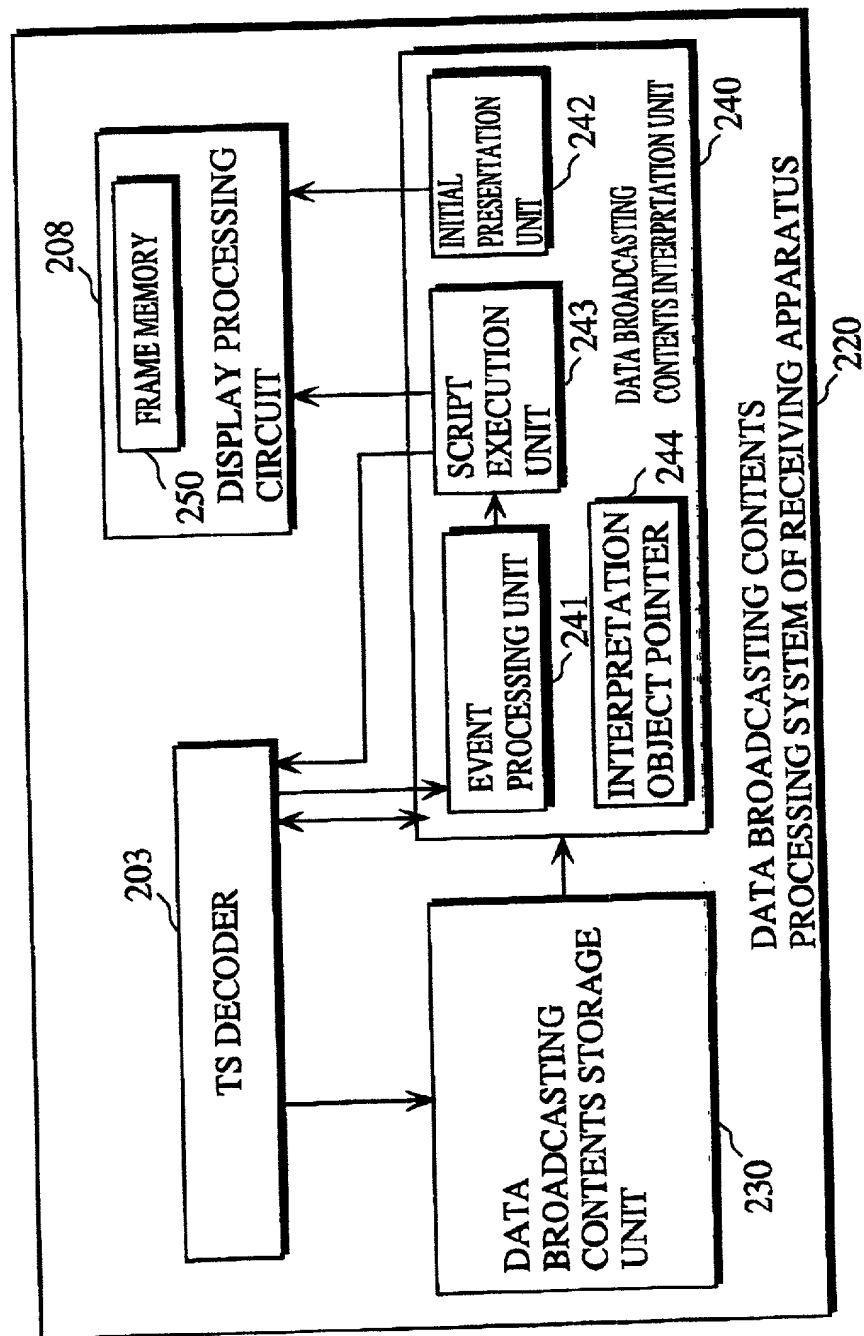 203
TS DECODER
208
FRAME MEMORY
250
DISPLAY PROCESSING
CIRCUIT
DATA
BROADCASTING
CONTENTS STORAGE
UNIT
230
EVENT
PROCESSING UNIT
241
SCRIPT
EXECUTION
UNIT
243
INITIAL
PRESENTATION
UNIT
242
INTERPRETATION
OBJECT POINTER
244
DATA BROADCASTING
CONTENTS INTERPRTATION UNIT
240
DATA BROADCASTING CONTENTS
PROCESSING SYSTEM OF RECEIVING APPARATUS
220